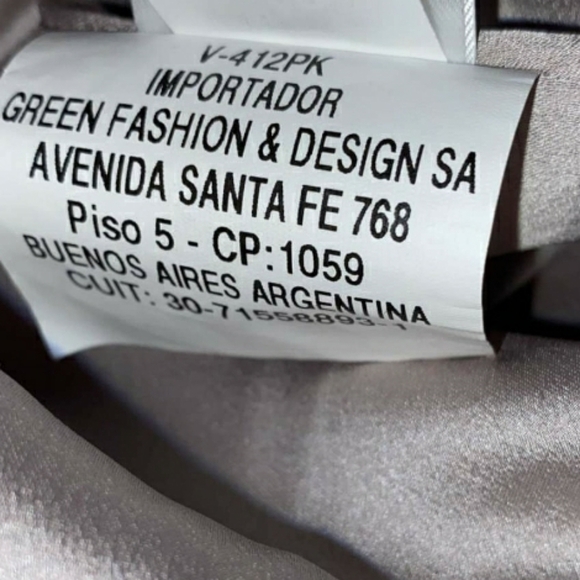 V-412PK
IMPORTADOR
GREEN FASHION & DESIGN SA
AVENIDA SANTA FE 768
Piso 5 - CP:1059
BUENOS AIRES ARGENTINA
CUIT: 30-71558893-1